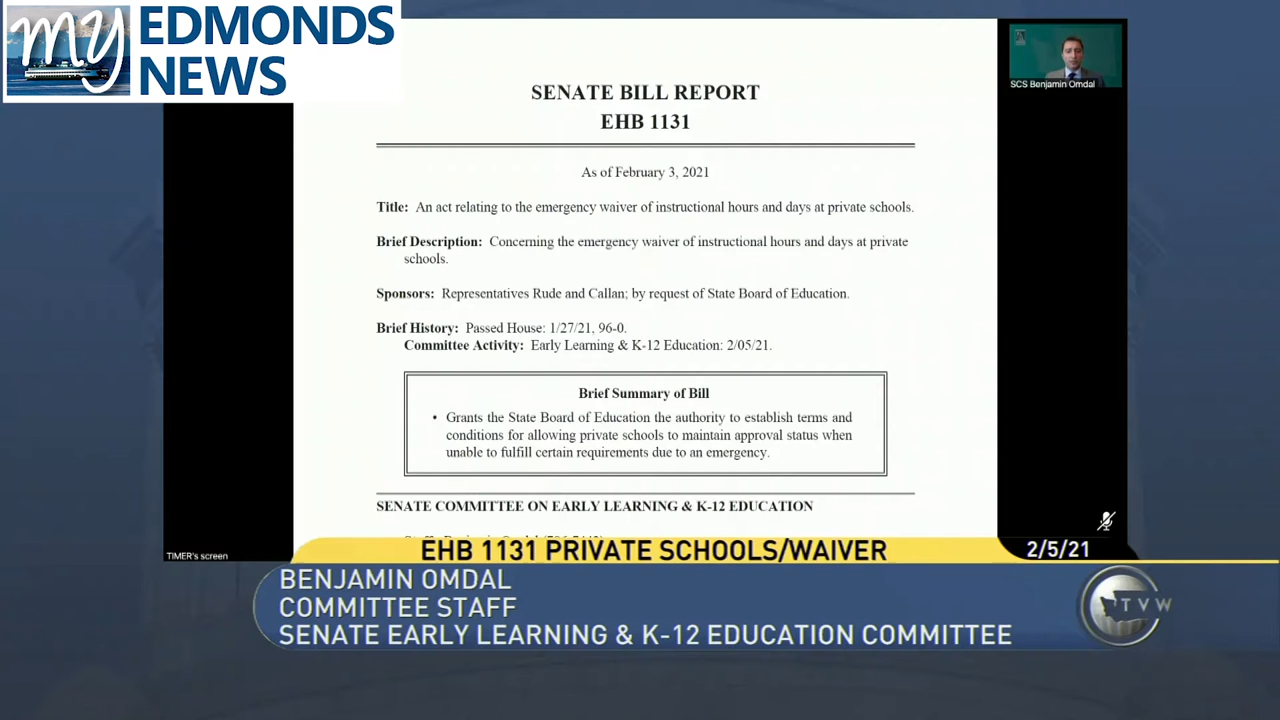 my EDMONDS
NEWS
SCS Benjamin Omdal
SENATE BILL REPORT
EHB 1131
As of February 3, 2021
Title: An act relating to the emergency waiver of instructional hours and days at private schools.
Brief Description: Concerning the emergency waiver of instructional hours and days at private
schools.
Sponsors: Representatives Rude and Callan; by request of State Board of Education.
Brief History: Passed House: 1/27/21, 96-0.
Committee Activity: Early Learning & K-12 Education: 2/05/21.
Brief Summary of Bill
• Grants the State Board of Education the authority to establish terms and
conditions for allowing private schools to maintain approval status when
unable to fulfill certain requirements due to an emergency.
SENATE COMMITTEE ON EARLY LEARNING & K-12 EDUCATION
TIMER's screen
EHB 1131 PRIVATE SCHOOLS/WAIVER
2/5/21
BENJAMIN OMDAL
COMMITTEE STAFF
SENATE EARLY LEARNING & K-12 EDUCATION COMMITTEE
TVW